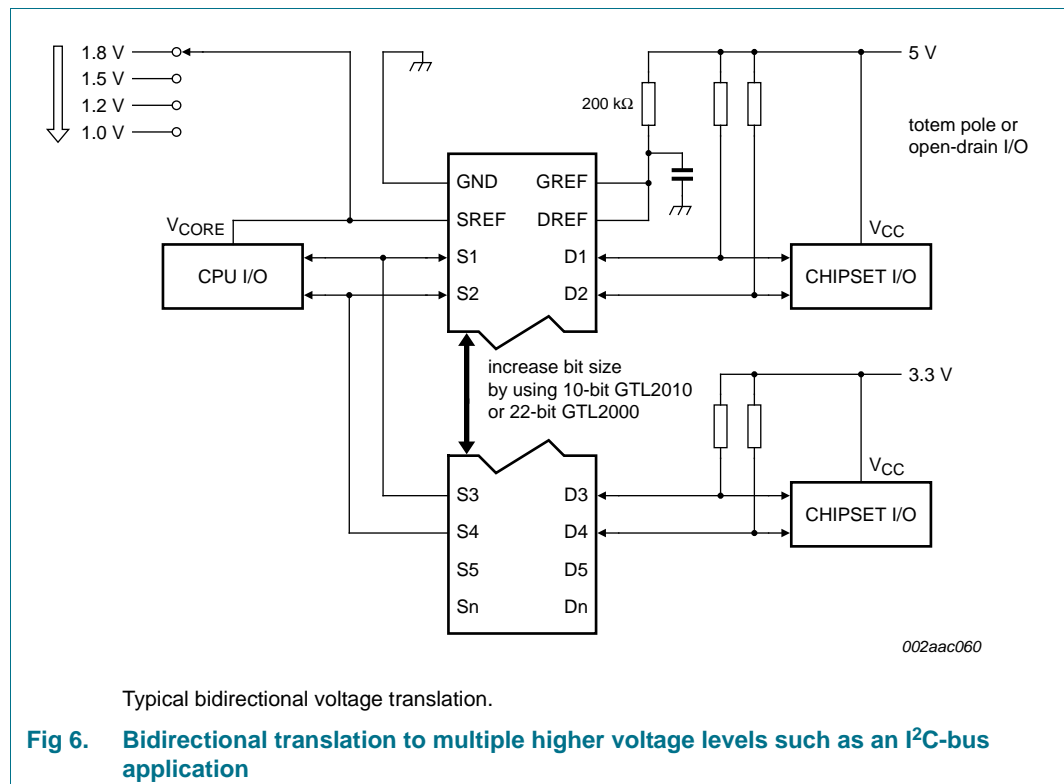 1.8 V
1.5 V
1.2 V
1.0 V
5 V
200 kΩ
totem pole or
open-drain I/O
GND
GREF
SREF
DREF
VCORE
VCC
CPU I/O
S1
D1
CHIPSET I/O
S2
D2
increase bit size
by using 10-bit GTL2010
or 22-bit GTL2000
3.3 V
VCC
S3
D3
CHIPSET I/O
S4
D4
S5
D5
Sn
Dn
002aac060
Typical bidirectional voltage translation.
Fig 6. Bidirectional translation to multiple higher voltage levels such as an I²C-bus
application